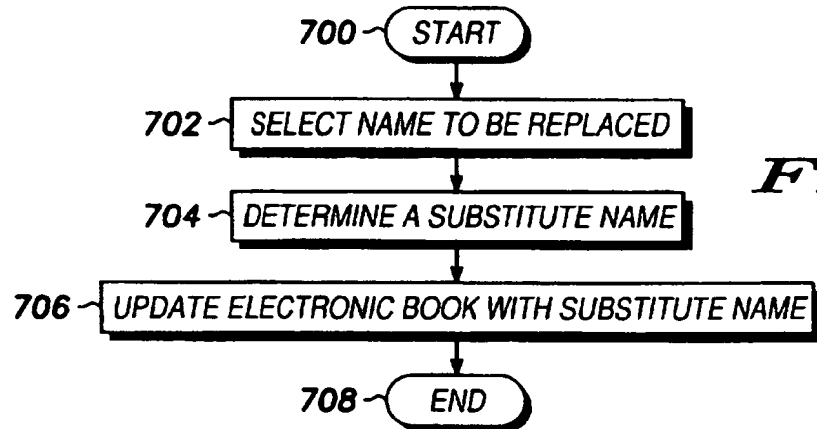 700 START
702 SELECT NAME TO BE REPLACED
704 DETERMINE A SUBSTITUTE NAME
706 UPDATE ELECTRONIC BOOK WITH SUBSTITUTE NAME
708 END